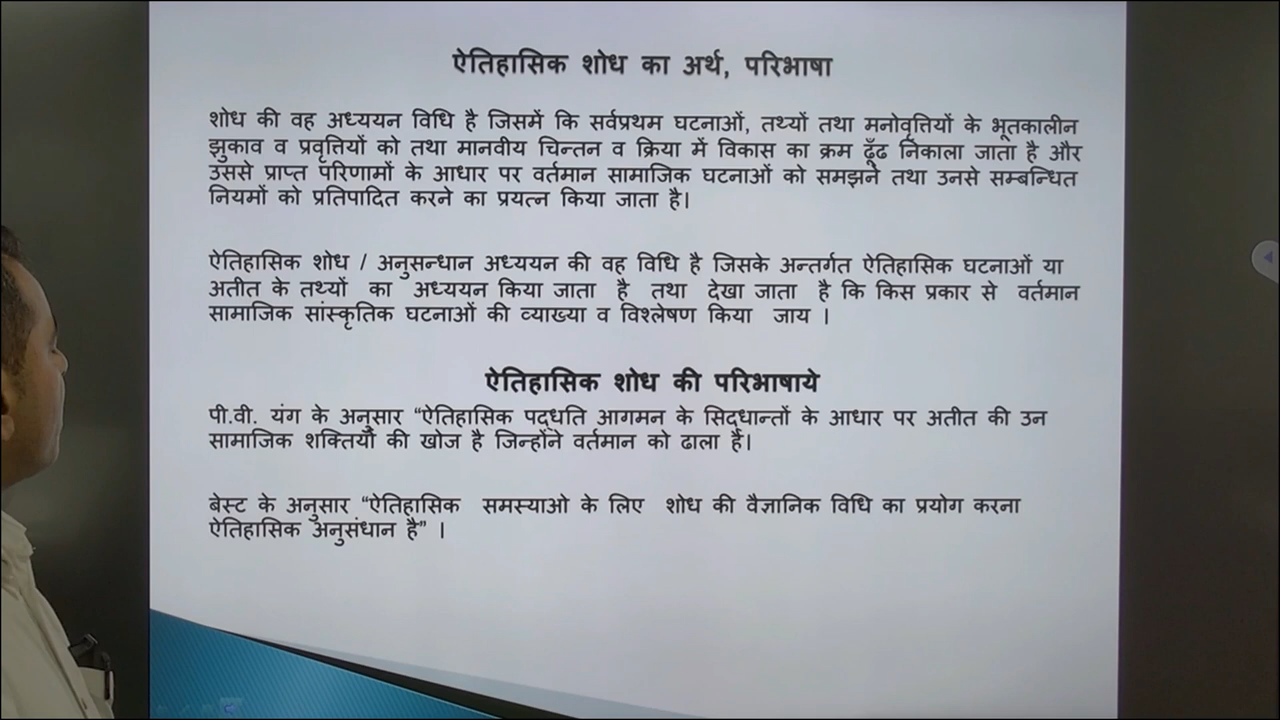 ऐतिहासिक शोध का अर्थ, परिभाषा
शोध की वह अध्ययन विधि है जिसमें कि सर्वप्रथम घटनाओं, तथ्यों तथा मनोवृत्तियों के भूतकालीन
झुकाव व प्रवृत्तियों को तथा मानवीय चिन्तन व क्रिया में विकास का क्रम ढूँढ निकाला जाता है और
उससे प्राप्त परिणामों के आधार पर वर्तमान सामाजिक घटनाओं को समझने तथा उनसे सम्बन्धित
नियमों को प्रतिपादित करने का प्रयत्न किया जाता है।
ऐतिहासिक शोध / अनुसन्धान अध्ययन की वह विधि है जिसके अन्तर्गत ऐतिहासिक घटनाओं या
अतीत के तथ्यों का अध्ययन किया जाता है तथा देखा जाता है कि किस प्रकार से वर्तमान
सामाजिक सांस्कृतिक घटनाओं की व्याख्या व विश्लेषण किया जाय ।
ऐतिहासिक शोध की परिभाषाये
पी.वी. यंग के अनुसार “ऐतिहासिक पद्धति आगमन के सिद्धान्तों के आधार पर अतीत की उन
सामाजिक शक्तियों की खोज है जिन्होंने वर्तमान को ढाला है।
बेस्ट के अनुसार “ऐतिहासिक समस्याओ के लिए शोध की वैज्ञानिक विधि का प्रयोग करना
ऐतिहासिक अनुसंधान है” ।